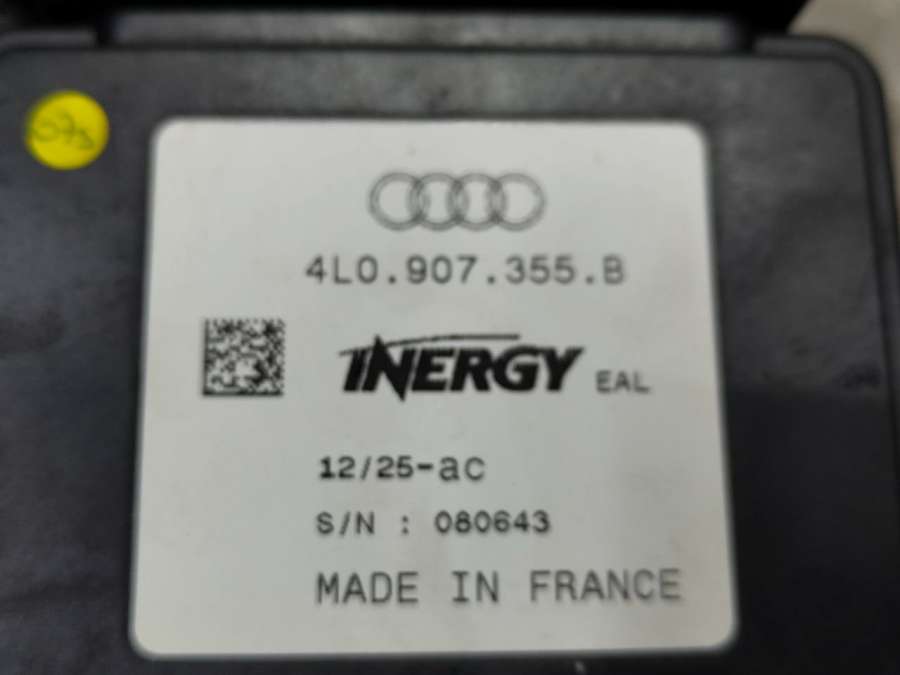 4L0.907.355.B
INERGY EAL
12/25-ac
S/N : 080643
MADE IN FRANCE